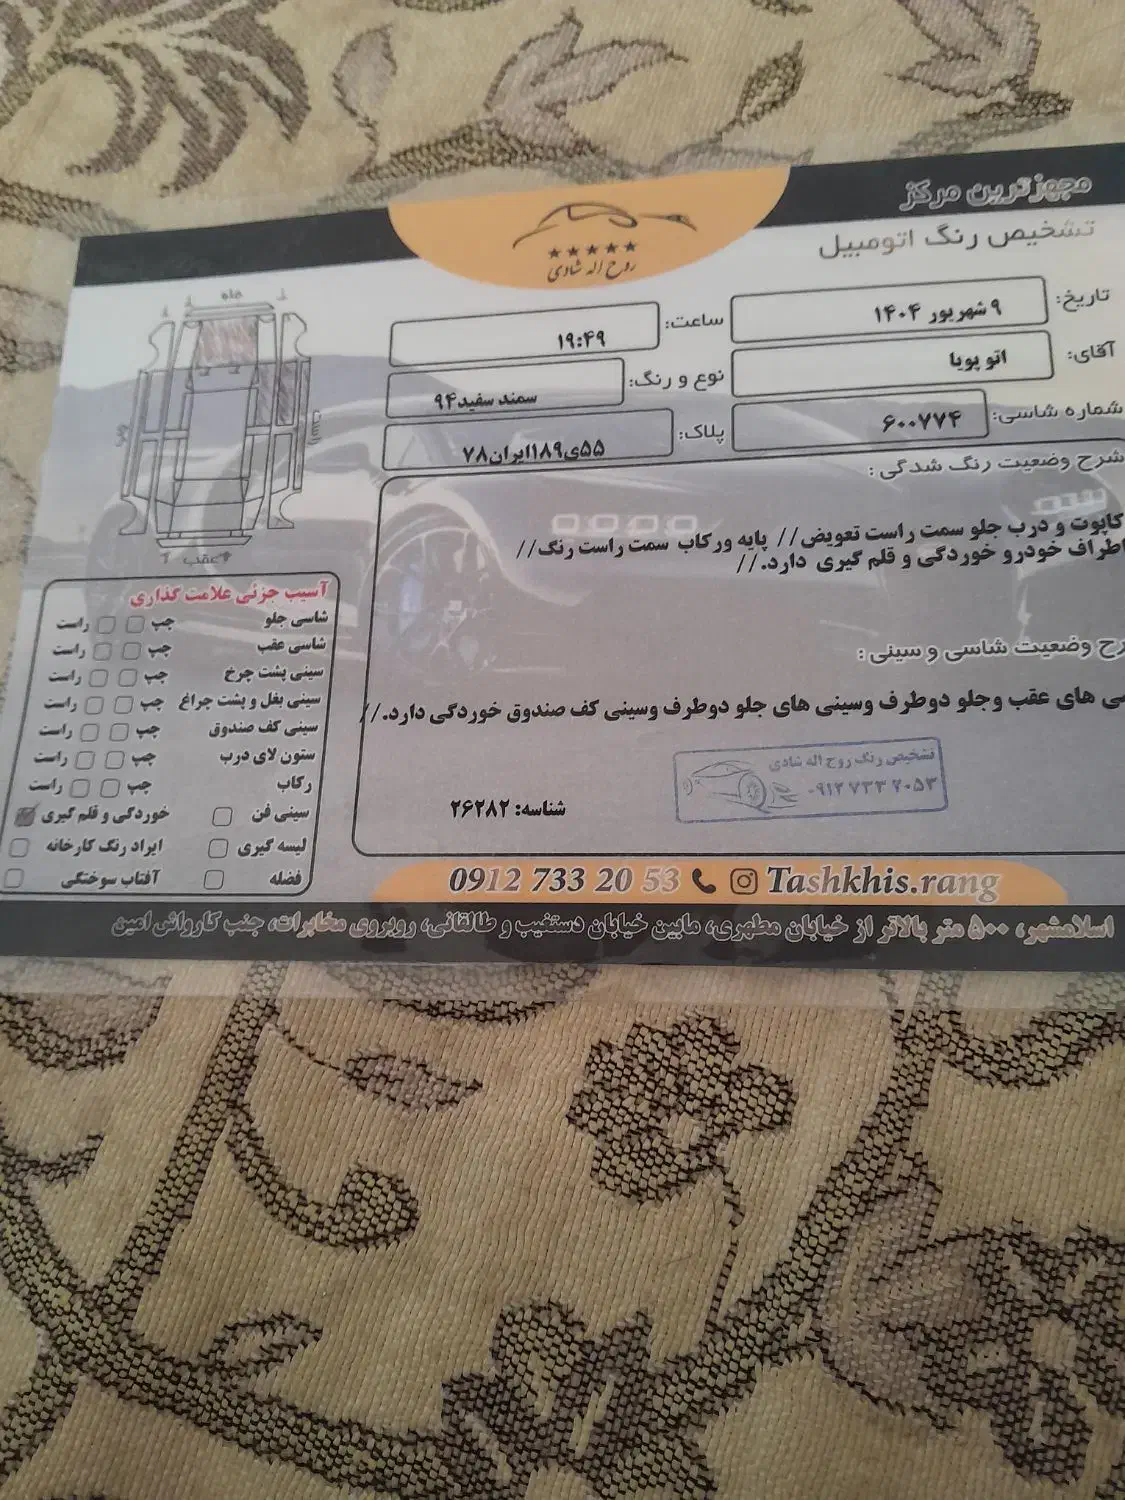 مجهزترین مرکز
تشخیص رنگ اتومبیل
روح اله شادی
تاریخ: ۹ شهریور ۱۴۰۴
ساعت: ۱۹:۴۹
آقای: اتو پویا
نوع و رنگ: سمند سفید۹۴
شماره شاسی: ۶۰۰۷۷۴
پلاک: ۵۵ی۱۸۹ایران۷۸
شرح وضعیت رنگ شدگی:
کاپوت و درب جلو سمت راست تعویض// پایه ورکاب سمت راست رنگ//
اطراف خودرو خوردگی و قلم گیری دارد.//
رح وضعیت شاسی و سینی:
سی های عقب وجلو دوطرف وسینی های جلو دوطرف وسینی کف صندوق خوردگی دارد.//
تشخیص رنگ روح اله شادی
۰۹۱۲ ۷۳۳ ۲۰۵۳
شناسه: ۲۶۲۸۲
جلو
عقب
آسیب جزئی علامت گذاری
شاسی جلو چپ راست
شاسی عقب چپ راست
سینی پشت چرخ چپ راست
سینی بغل و پشت چراغ چپ راست
سینی کف صندوق چپ راست
ستون لای درب چپ راست
رکاب چپ راست
سینی فن خوردگی و قلم گیری
لیسه گیری ایراد رنگ کارخانه
فضله آفتاب سوختگی
0912 733 20 53 Tashkhis.rang
اسلامشهر، ۵۰۰ متر بالاتر از خیابان مطهری، مابین خیابان دستغیب و طالقانی، روبروی مخابرات، جنب کارواش امین